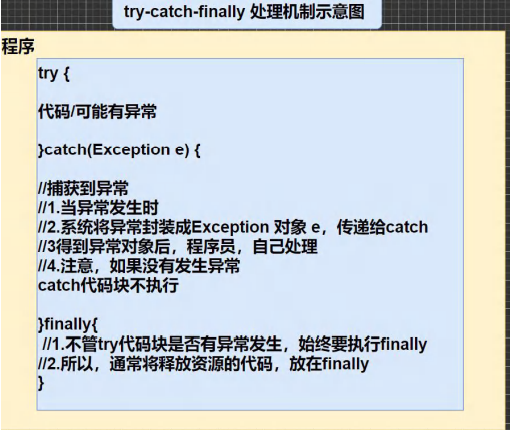 try-catch-finally 处理机制示意图
程序
try {
代码/可能有异常
}catch(Exception e) {
//捕获到异常
//1.当异常发生时
//2.系统将异常封装成Exception 对象 e，传递给catch
//3得到异常对象后，程序员，自己处理
//4.注意，如果没有发生异常
catch代码块不执行
}finally{
//1.不管try代码块是否有异常发生，始终要执行finally
//2.所以，通常将释放资源的代码，放在finally
}